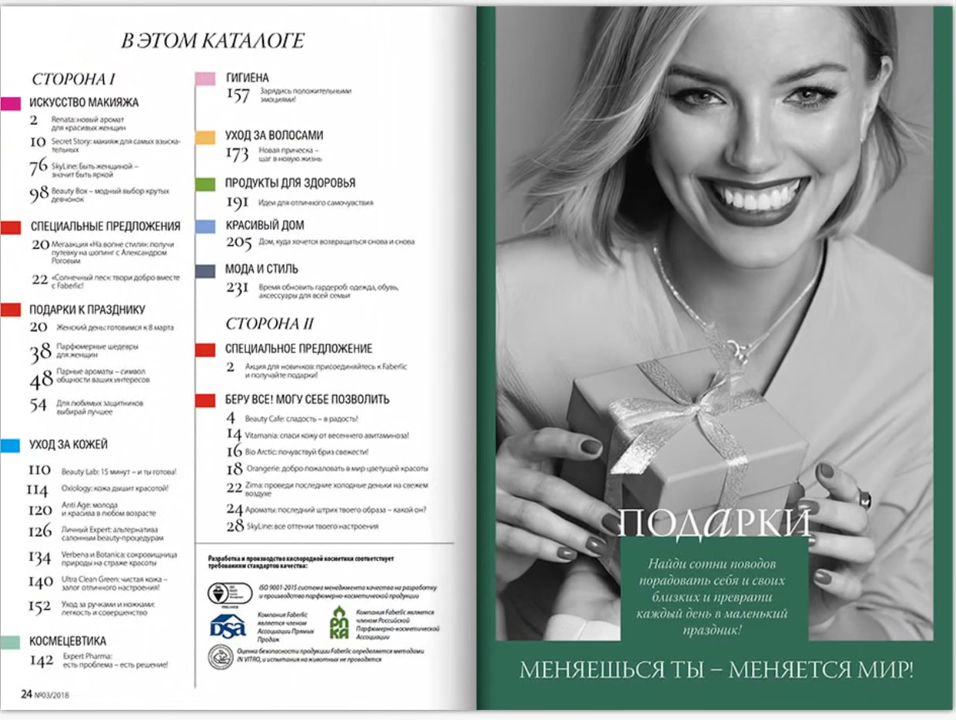 В ЭТОМ КАТАЛОГЕ
СТОРОНА I
ИСКУССТВО МАКИЯЖА
2 Renata: новый аромат
для красивых женщин
10 Secret Story: макияж для самых взыска-
тельных
76 SkyLine: Быть женщиной –
значит быть яркой
98 Beauty Box – модный выбор крутых
девчонок
СПЕЦИАЛЬНЫЕ ПРЕДЛОЖЕНИЯ
20 Мегаакция «На волне стиля»: получи
путевку на шопинг с Александром
Роговым
22 «Солнечный пес»: твори добро вместе
с Faberlic!
ПОДАРКИ К ПРАЗДНИКУ
20 Женский день: готовимся к 8 марта
38 Парфюмерные шедевры
для женщин
48 Парные ароматы – символ
общности ваших интересов
54 Для любимых защитников
выбирай лучшее
УХОД ЗА КОЖЕЙ
110 Beauty Lab: 15 минут – и ты готова!
114 Oxiology: кожа дышит красотой!
120 Anti Age: молода
и красива в любом возрасте
126 Личный Expert: альтернатива
салонным beauty-процедурам
134 Verbena и Botanica: сокровищница
природы на страже красоты
140 Ultra Clean Green: чистая кожа –
залог отличного настроения!
152 Уход за ручками и ножками:
легкость и совершенство
КОСМЕЦЕВТИКА
142 Expert Pharma:
есть проблема – есть решение!
24 №03/2018
ГИГИЕНА
157 Зарядись положительными
эмоциями!
УХОД ЗА ВОЛОСАМИ
173 Новая прическа –
шаг в новую жизнь
ПРОДУКТЫ ДЛЯ ЗДОРОВЬЯ
191 Идеи для отличного самочувствия
КРАСИВЫЙ ДОМ
205 Дом, куда хочется возвращаться снова и снова
МОДА И СТИЛЬ
231 Время обновить гардероб: одежда, обувь,
аксессуары для всей семьи
СТОРОНА II
СПЕЦИАЛЬНОЕ ПРЕДЛОЖЕНИЕ
2 Акция для новичков: присоединяйтесь к Faberlic
и получайте подарки!
БЕРУ ВСЕ! МОГУ СЕБЕ ПОЗВОЛИТЬ
4 Beauty Cafe: сладость – в радость!
14 Vitamania: спаси кожу от весеннего авитаминоза!
16 Bio Arctic: почувствуй бриз свежести!
18 Orangerie: добро пожаловать в мир цветущей красоты
22 Zima: проведи последние холодные деньки на свежем
воздухе
24 Ароматы: последний штрих твоего образа – какой он?
28 SkyLine: все оттенки твоего настроения
Разработка и производство кислородной косметики соответствует
требованиям стандартов качества:
ISO 9001-2015 система менеджмента качества на разработку
и производства парфюмерно-косметической продукции
DSA
Компания Faberlic
является членом
Ассоциации Прямых
Продаж
Компания Faberlic является
членом Российской
Парфюмерно-косметической
Ассоциации
Оценка безопасности продукции Faberlic определяется методами
IN VITRO, и испытания на животных не проводятся
ПОДАРКИ
Найди сотни поводов
порадовать себя и своих
близких и преврати
каждый день в маленький
праздник!
МЕНЯЕШЬСЯ ТЫ – МЕНЯЕТСЯ МИР!